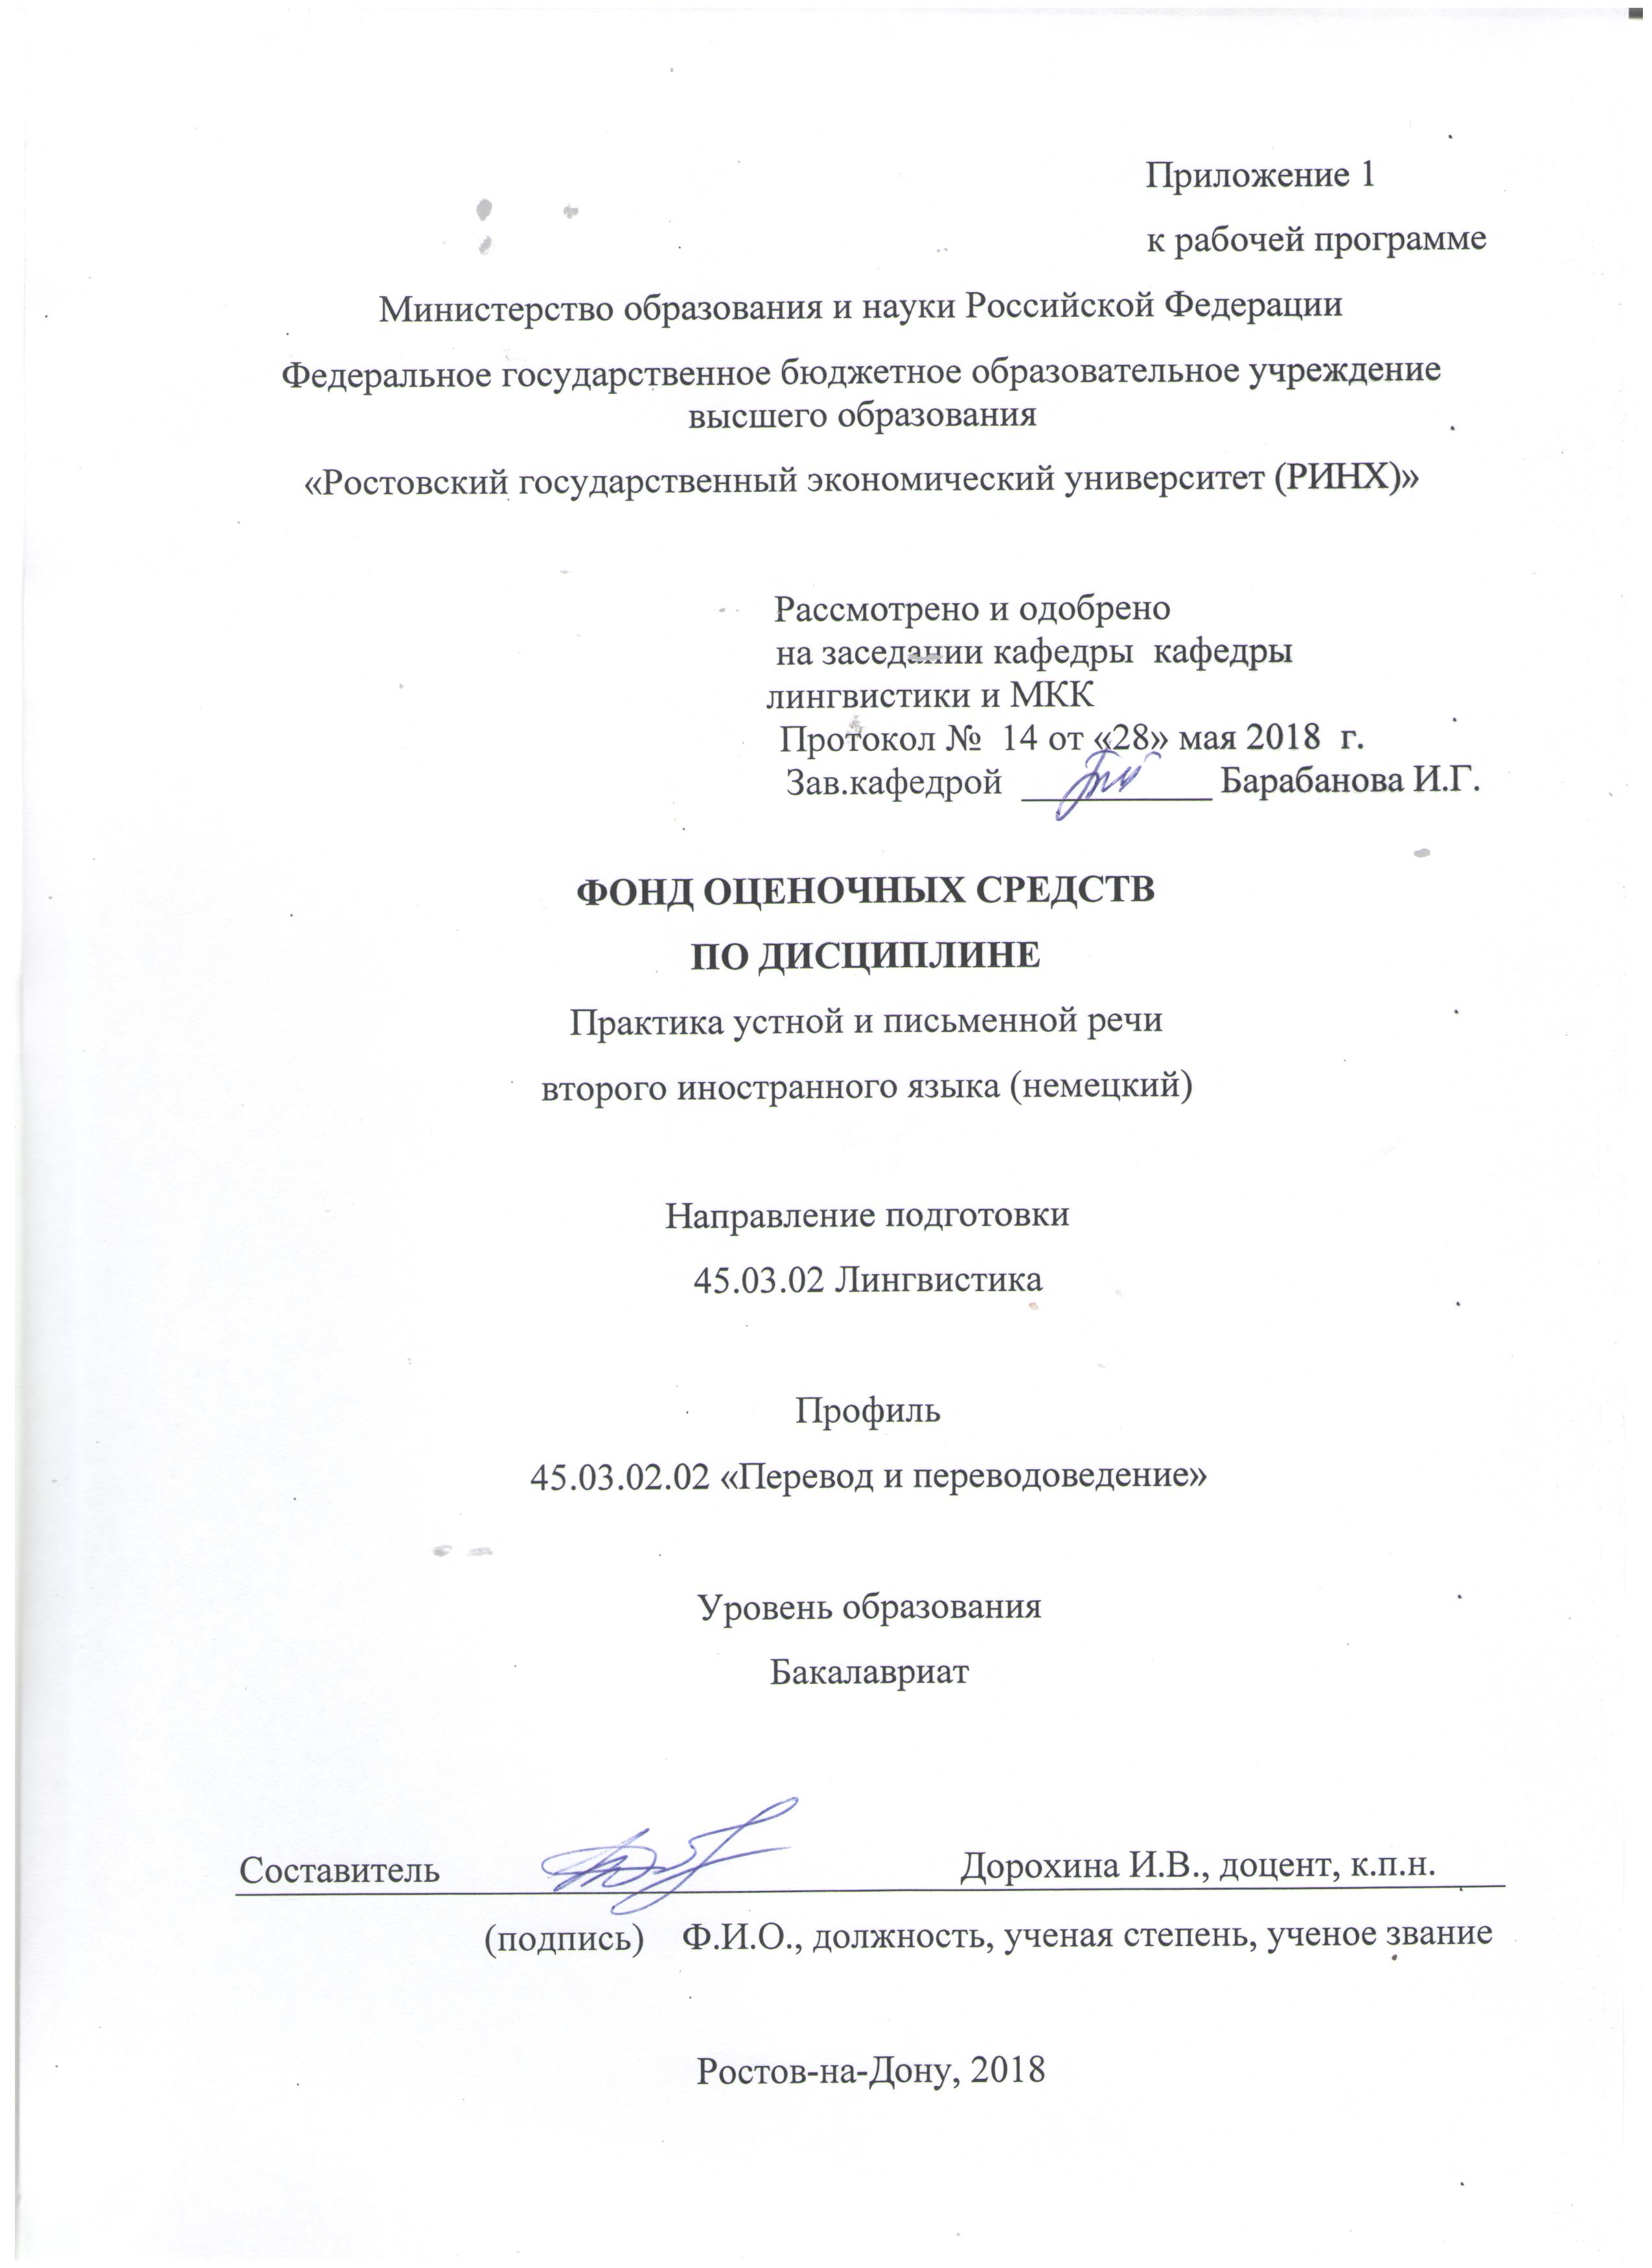 Приложение 1
к рабочей программе
Министерство образования и науки Российской Федерации
Федеральное государственное бюджетное образовательное учреждение
высшего образования
«Ростовский государственный экономический университет (РИНХ)»
Рассмотрено и одобрено
на заседании кафедры  кафедры
лингвистики и МКК
Протокол №  14 от «28» мая 2018  г.
Зав.кафедрой __________ Барабанова И.Г.
ФОНД ОЦЕНОЧНЫХ СРЕДСТВ
ПО ДИСЦИПЛИНЕ
Практика устной и письменной речи
второго иностранного языка (немецкий)
Направление подготовки
45.03.02 Лингвистика
Профиль
45.03.02.02 «Перевод и переводоведение»
Уровень образования
Бакалавриат
Составитель Дорохина И.В., доцент, к.п.н.
(подпись) Ф.И.О., должность, ученая степень, ученое звание
Ростов-на-Дону, 2018